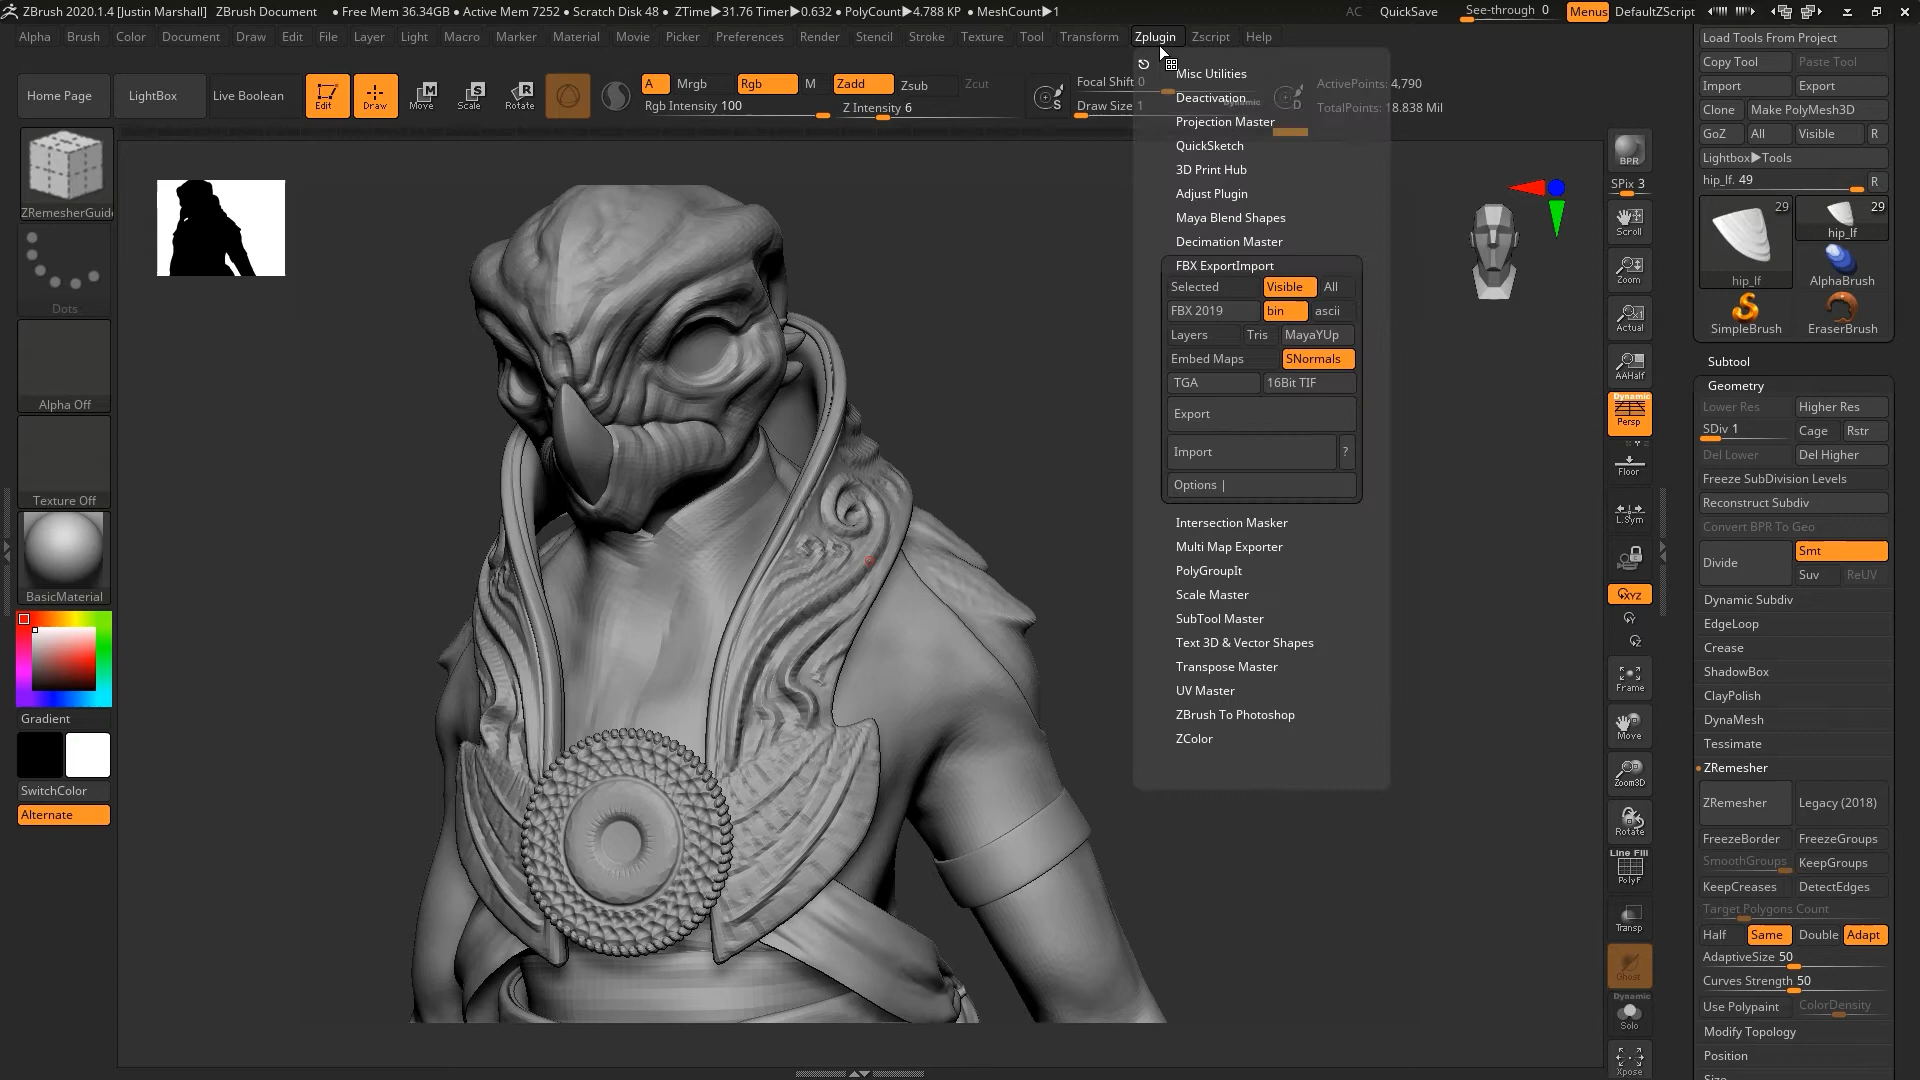 ZBrush 2020.1.4 [Justin Marshall] ZBrush Document ● Free Mem 36.34GB ● Active Mem 7252 ● Scratch Disk 48 ● ZTime▶31.76 Timer▶0.632 ● PolyCount▶4.788 KP ● MeshCount▶1 AC QuickSave See-through 0 Menus DefaultZScript
Alpha Brush Color Document Draw Edit File Layer Light Macro Marker Material Movie Picker Preferences Render Stencil Stroke Texture Tool Transform Zplugin Zscript Help
Home Page LightBox Live Boolean
Edit Draw Move Scale Rotate
A Mrgb Rgb M Zadd Zsub Zcut
Rgb Intensity 100 Z Intensity 6
Focal Shift 0
Draw Size 1
S
D
ActivePoints: 4,790
TotalPoints: 18.838 Mil
ZRemesherGuid
Dots
Alpha Off
Texture Off
BasicMaterial
Gradient
SwitchColor
Alternate
Misc Utilities
Deactivation
Projection Master
QuickSketch
3D Print Hub
Adjust Plugin
Maya Blend Shapes
Decimation Master
FBX ExportImport
Selected Visible All
FBX 2019 bin ascii
Layers Tris MayaYUp
Embed Maps SNormals
TGA 16Bit TIF
Export
Import ?
Options |
Intersection Masker
Multi Map Exporter
PolyGroupIt
Scale Master
SubTool Master
Text 3D & Vector Shapes
Transpose Master
UV Master
ZBrush To Photoshop
ZColor
BPR
SPix 3
Scroll
Zoom
Actual
AAHalf
Dynamic
Persp
Floor
L.Sym
XYZ
Y
Z
Frame
Move
Zoom3D
Rotate
Line Fill
PolyF
Transp
Ghost
Dynamic
Solo
Xpose
Load Tools From Project
Copy Tool Paste Tool
Import Export
Clone Make PolyMesh3D
GoZ All Visible R
Lightbox▶Tools
hip_lf. 49 R
29
hip_lf
29
hip_lf
AlphaBrush
SimpleBrush
EraserBrush
Subtool
Geometry
Lower Res Higher Res
SDiv 1 Cage Rstr
Del Lower Del Higher
Freeze SubDivision Levels
Reconstruct Subdiv
Convert BPR To Geo
Divide Smt
Suv ReUV
Dynamic Subdiv
EdgeLoop
Crease
ShadowBox
ClayPolish
DynaMesh
Tessimate
ZRemesher
ZRemesher Legacy (2018)
FreezeBorder FreezeGroups
SmoothGroups KeepGroups
KeepCreases DetectEdges
Target Polygons Count
Half Same Double Adapt
AdaptiveSize 50
Curves Strength 50
Use Polypaint ColorDensity
Modify Topology
Position